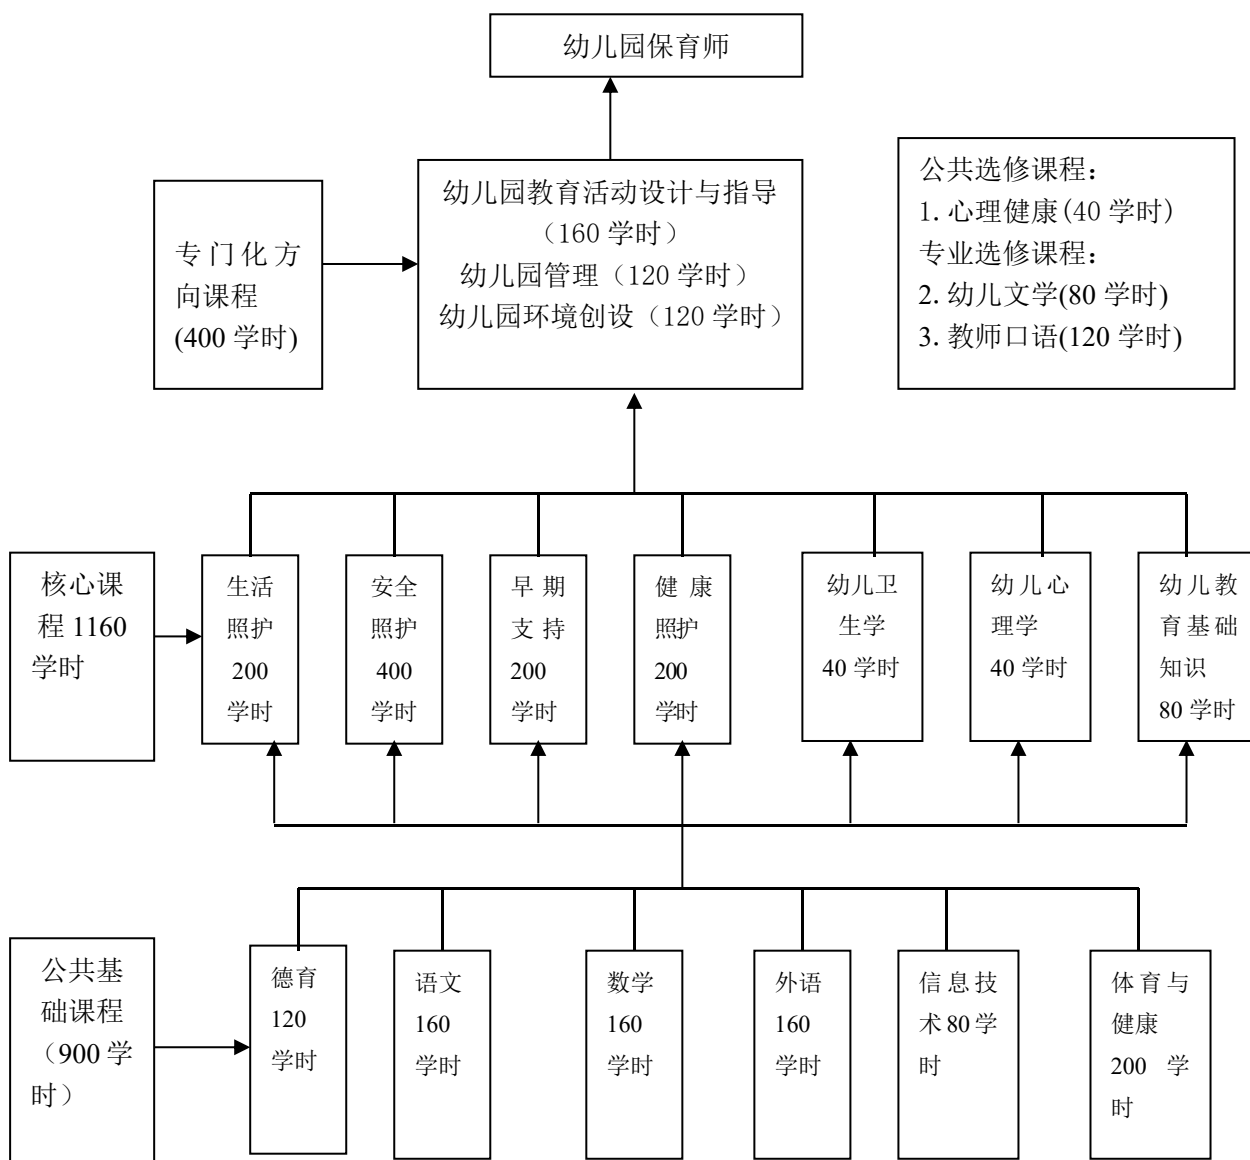 幼儿园保育师
专门化方
向课程
(400 学时)
幼儿园教育活动设计与指导
（160 学时）
幼儿园管理（120 学时）
幼儿园环境创设（120 学时）
公共选修课程：
1.心理健康(40 学时)
专业选修课程：
2.幼儿文学(80 学时)
3.教师口语(120 学时)
核心课
程 1160
学时
生活
照护
200
学时
安全
照护
400
学时
早期
支持
200
学时
健康
照护
200
学时
幼儿卫
生学
40 学时
幼儿心
理学
40 学时
幼儿教
育基础
知识
80 学时
公共基
础课程
（900 学
时）
德育
120
学时
语文
160
学时
数学
160
学时
外语
160
学时
信息技
术 80 学
时
体育与
健康
200 学
时